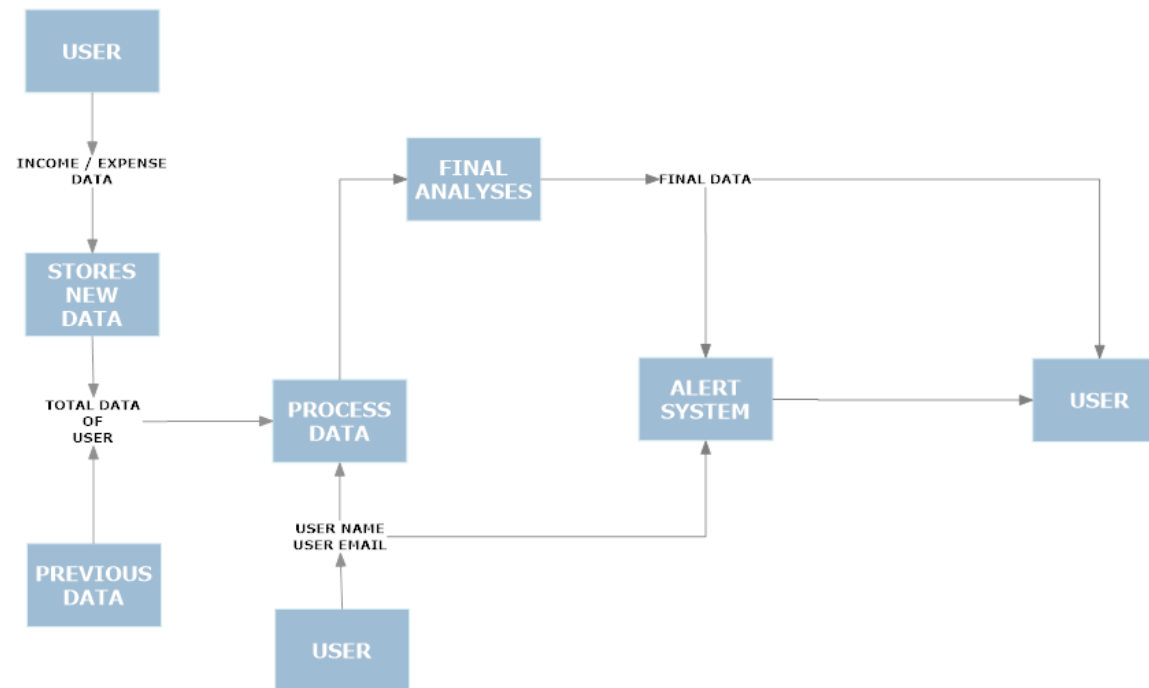 USER
INCOME / EXPENSE
DATA
STORES
NEW
DATA
TOTAL DATA
OF
USER
PREVIOUS
DATA
PROCESS
DATA
USER NAME
USER EMAIL
USER
FINAL
ANALYSES
FINAL DATA
ALERT
SYSTEM
USER